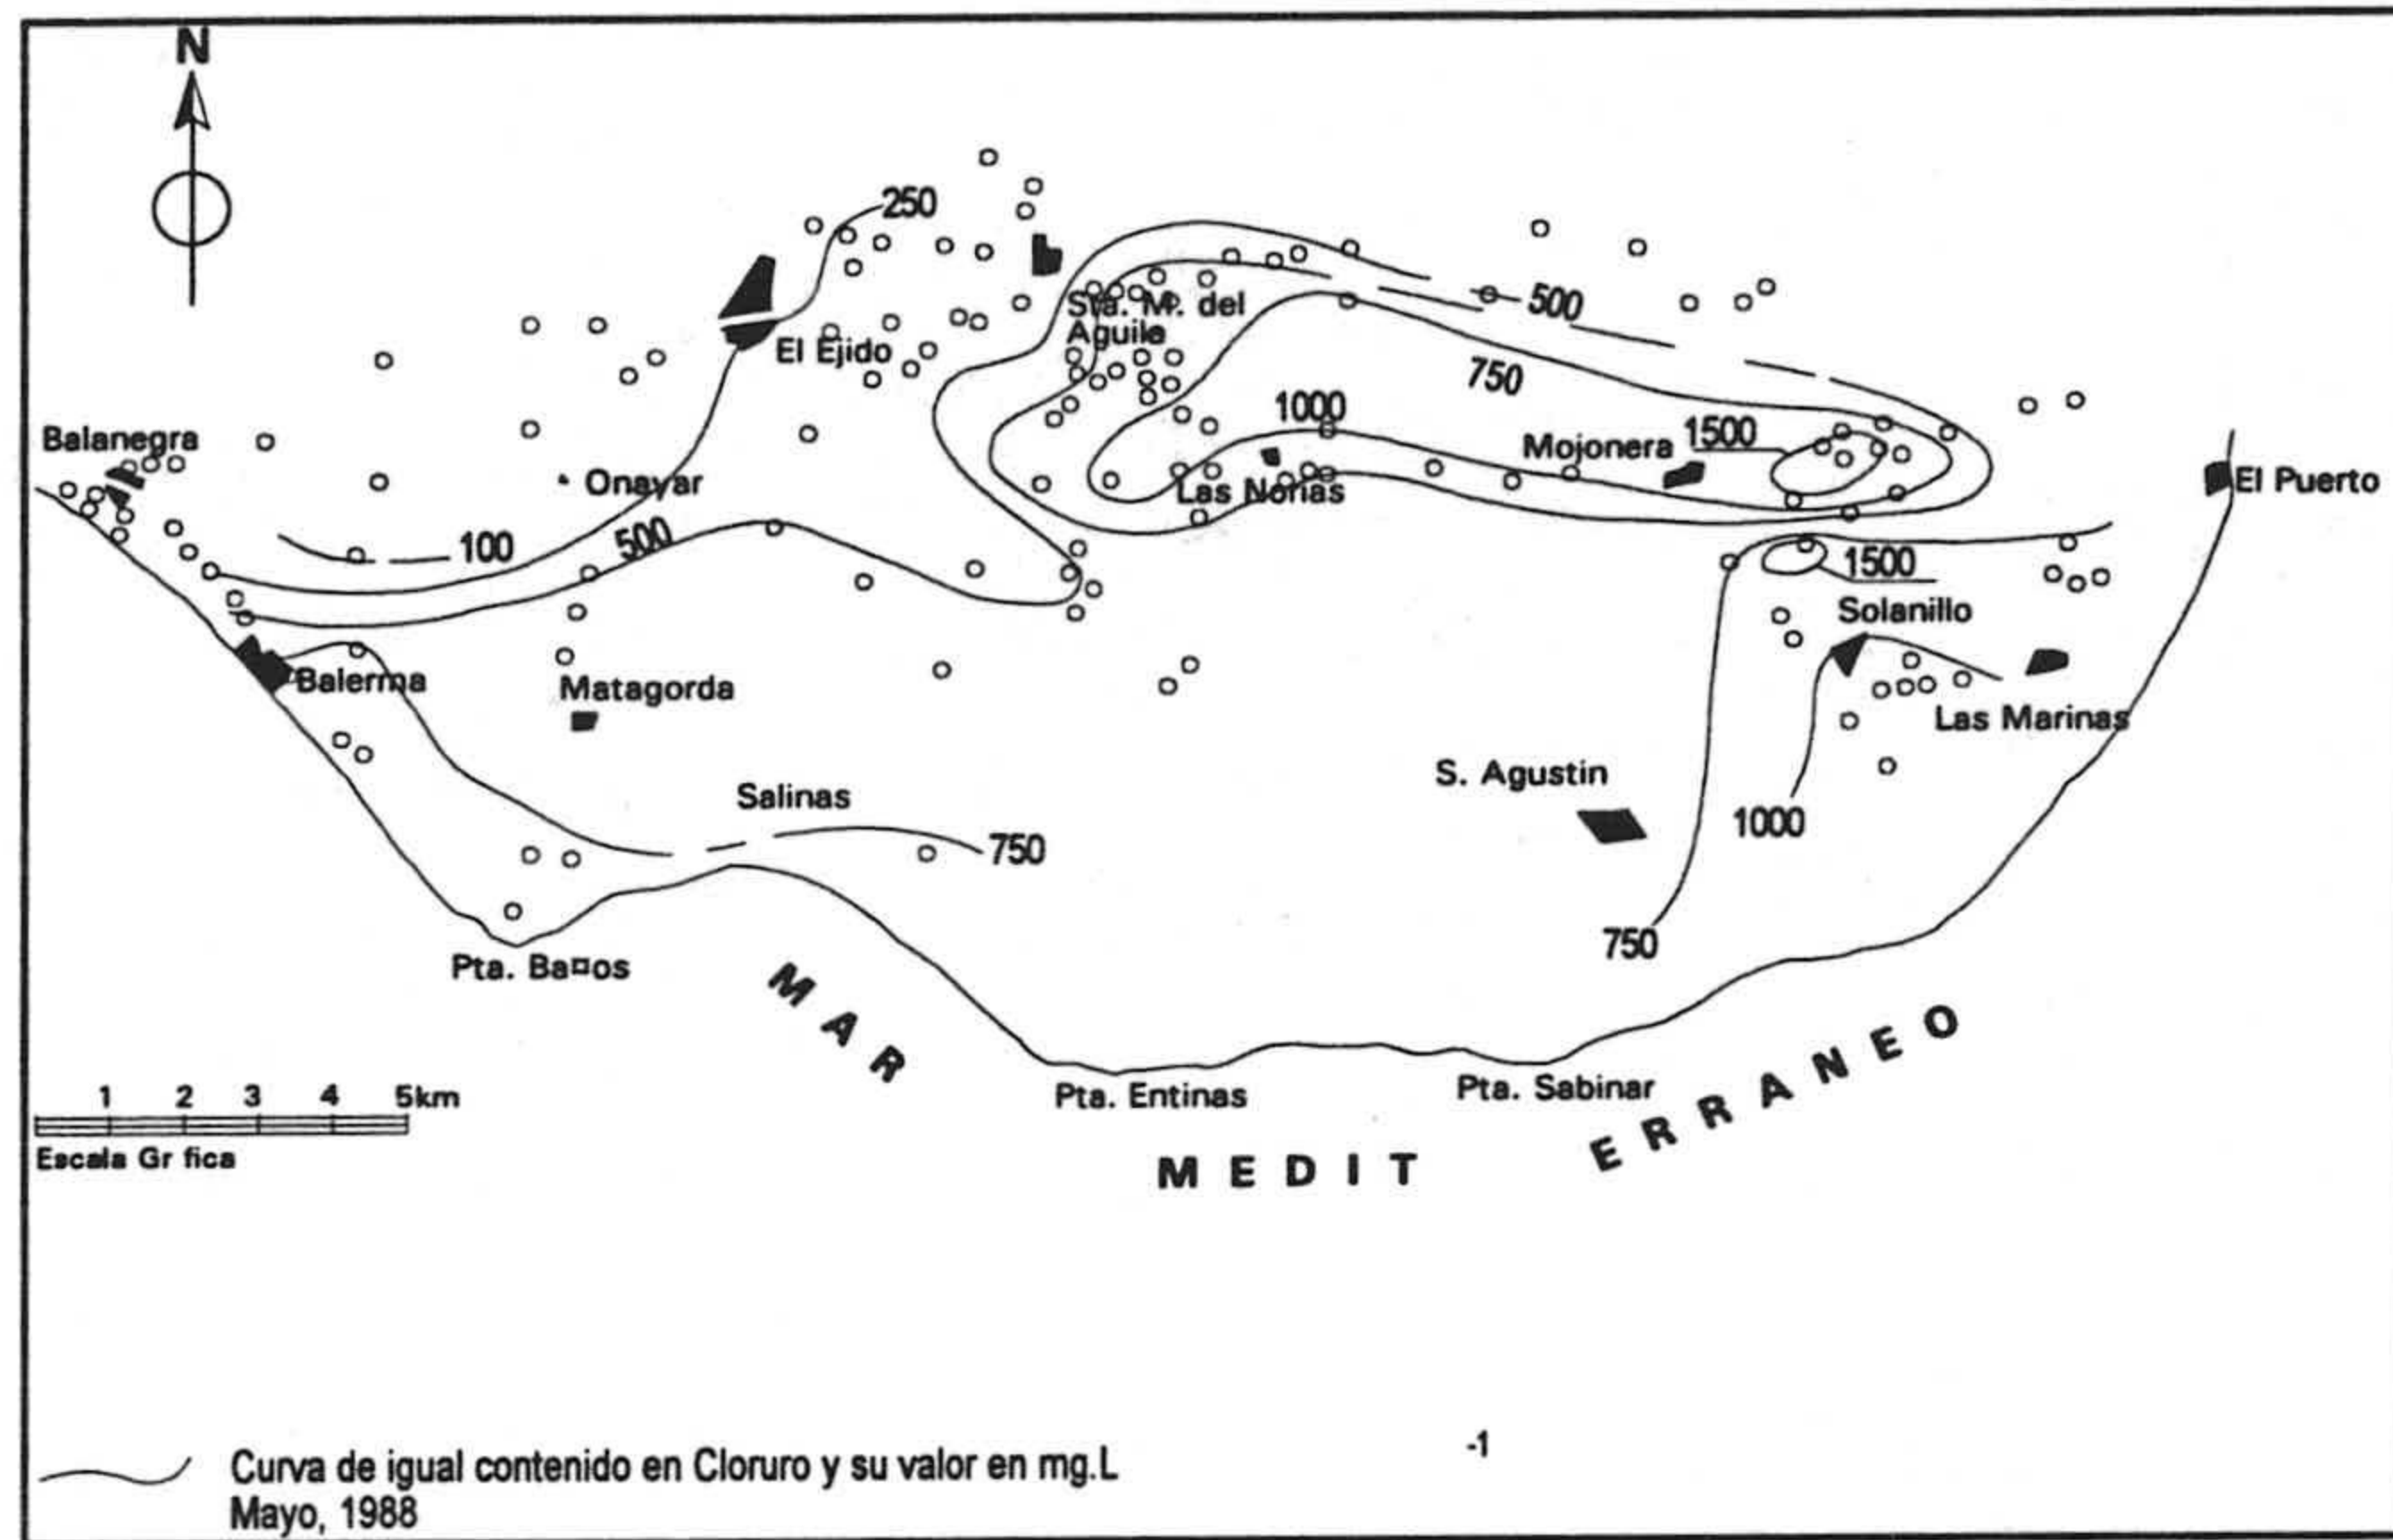 N
250
500
Sta. M. del
Aguila
El Ejido
750
1000
Balanegra
Mojonera
1500
Onayar
Las Norias
El Puerto
100
500
1500
Solanillo
Balerma
Matagorda
Las Marinas
S. Agustin
Salinas
1000
750
750
Pta. Ba¤os
MAR
Pta. Entinas
Pta. Sabinar
MEDIT
ERRANEO
1 2 3 4 5km
Escala Gr fica
-1
Curva de igual contenido en Cloruro y su valor en mg.L
Mayo, 1988